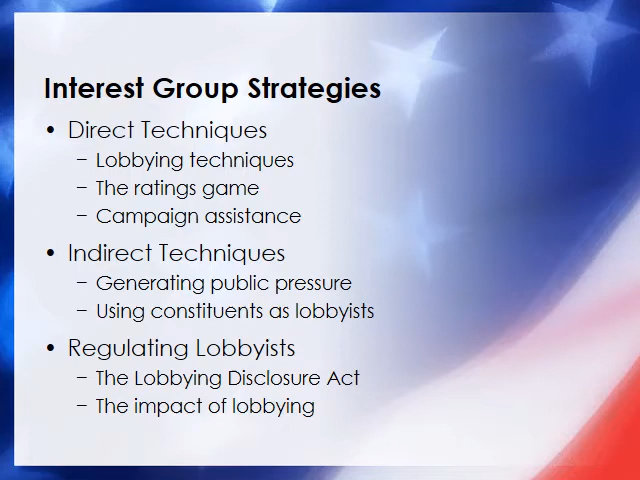 Interest Group Strategies
• Direct Techniques
– Lobbying techniques
– The ratings game
– Campaign assistance
• Indirect Techniques
– Generating public pressure
– Using constituents as lobbyists
• Regulating Lobbyists
– The Lobbying Disclosure Act
– The impact of lobbying